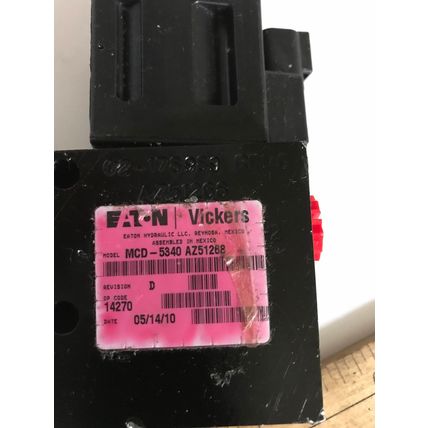 EATON | Vickers
EATON HYDRAULIC LLC, REYNOSA, MEXICO
ASSEMBLED IN MEXICO
MODEL MCD-5340 AZ51268
REVISION D
OP CODE
14270
DATE 05/14/10